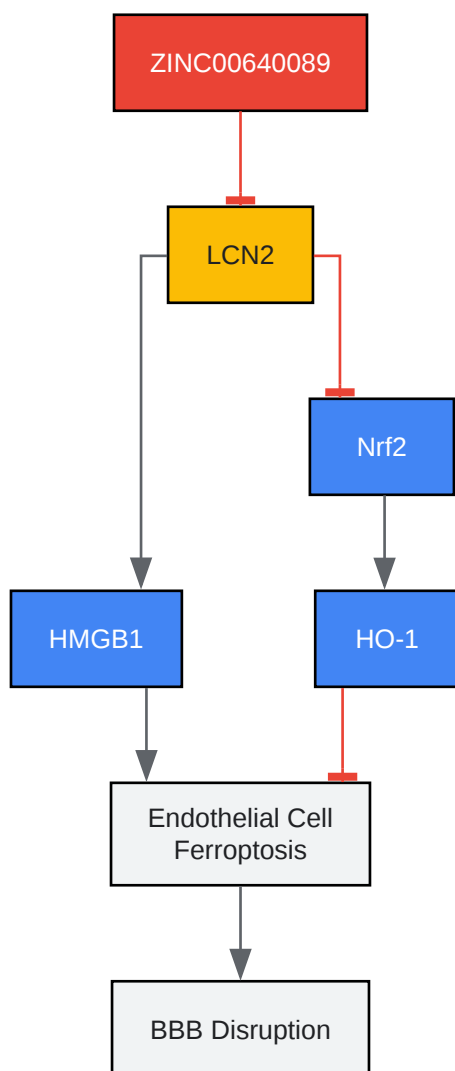 ZINC00640089
LCN2
Nrf2
HMGB1
HO-1
Endothelial Cell
Ferroptosis
BBB Disruption